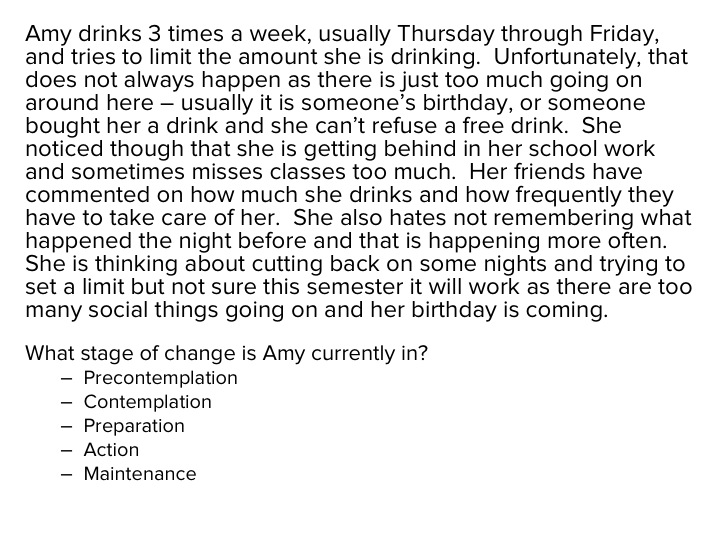 Amy drinks 3 times a week, usually Thursday through Friday,
and tries to limit the amount she is drinking.  Unfortunately, that
does not always happen as there is just too much going on
around here – usually it is someone’s birthday, or someone
bought her a drink and she can’t refuse a free drink.  She
noticed though that she is getting behind in her school work
and sometimes misses classes too much.  Her friends have
commented on how much she drinks and how frequently they
have to take care of her.  She also hates not remembering what
happened the night before and that is happening more often.
She is thinking about cutting back on some nights and trying to
set a limit but not sure this semester it will work as there are too
many social things going on and her birthday is coming.
What stage of change is Amy currently in?
– Precontemplation
– Contemplation
– Preparation
– Action
– Maintenance